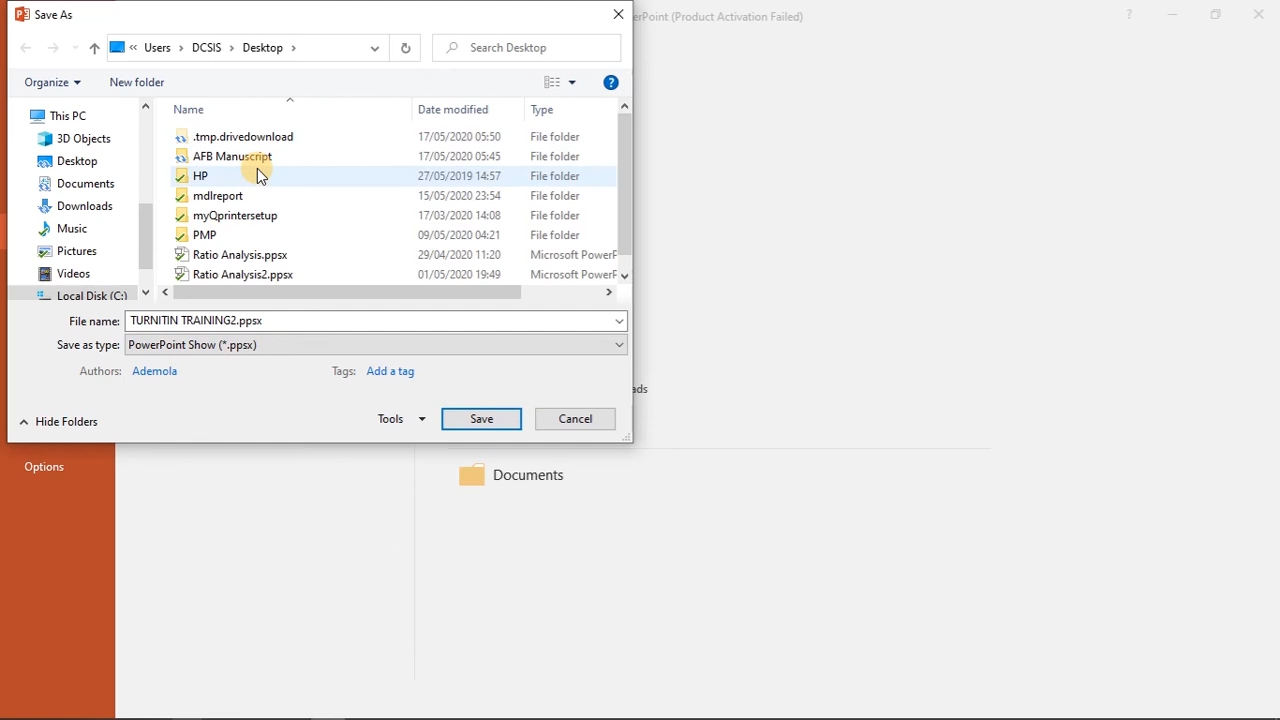 Save As
erPoint (Product Activation Failed)
« Users › DCSIS › Desktop ›
Search Desktop
Organize
New folder
Name
Date modified
Type
This PC
3D Objects
Desktop
Documents
Downloads
Music
Pictures
Videos
Local Disk (C:)
.tmp.drivedownload 17/05/2020 05:50 File folder
AFB Manuscript 17/05/2020 05:45 File folder
HP 27/05/2019 14:57 File folder
mdlreport 15/05/2020 23:54 File folder
myQprintersetup 17/03/2020 14:08 File folder
PMP 09/05/2020 04:21 File folder
Ratio Analysis.ppsx 29/04/2020 11:20 Microsoft PowerP
Ratio Analysis2.ppsx 01/05/2020 19:49 Microsoft PowerP
File name: TURNITIN TRAINING2.ppsx
Save as type: PowerPoint Show (*.ppsx)
Authors: Ademola
Tags: Add a tag
ads
Hide Folders
Tools
Save
Cancel
Options
Documents